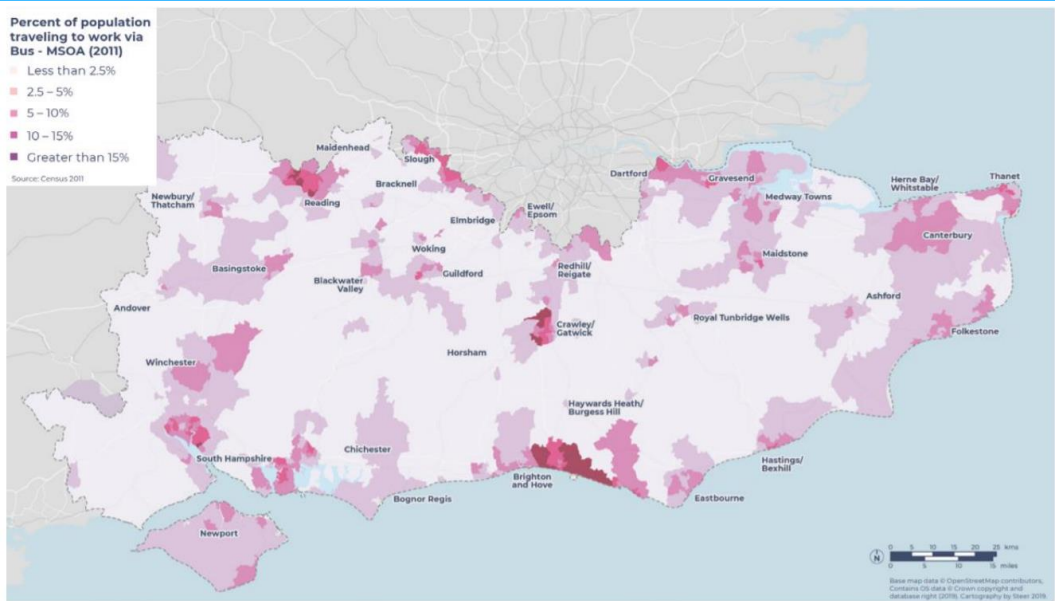 Percent of population
traveling to work via
Bus - MSOA (2011)
Less than 2.5%
2.5 – 5%
5 – 10%
10 – 15%
Greater than 15%
Source: Census 2011
Maidenhead
Slough
Bracknell
Reading
Newbury/
Thatcham
Elmbridge
Ewell/
Epsom
Dartford
Gravesend
Medway Towns
Herne Bay/
Whitstable
Thanet
Canterbury
Woking
Guildford
Basingstoke
Blackwater
Valley
Redhill/
Reigate
Maidstone
Ashford
Andover
Crawley/
Gatwick
Royal Tunbridge Wells
Folkestone
Horsham
Winchester
Haywards Heath/
Burgess Hill
Chichester
South Hampshire
Brighton
and Hove
Hastings/
Bexhill
Bognor Regis
Eastbourne
Newport
N
0 5 10 15 20 25 kms
0 5 10 15 miles
Base map data © OpenStreetMap contributors,
Contains OS data © Crown copyright and
database right (2019). Cartography by Steer 2019.